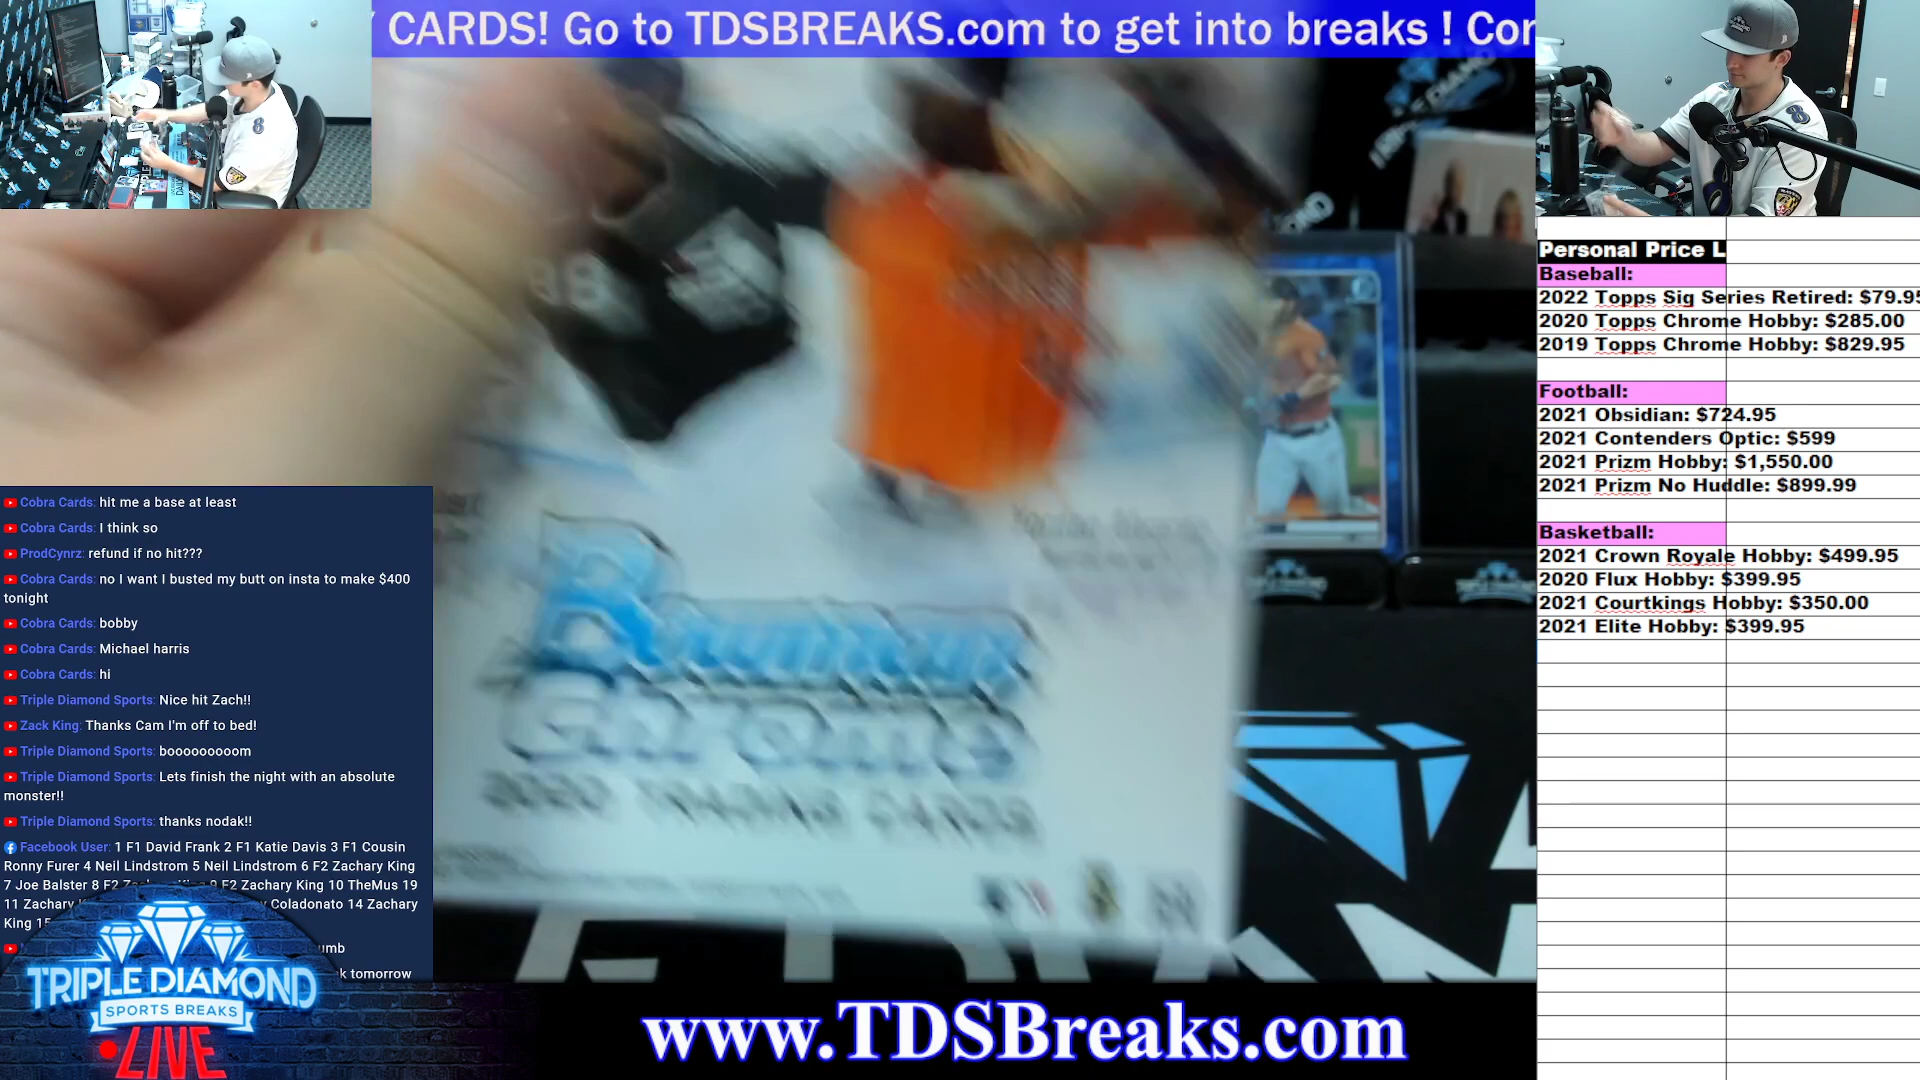 CARDS! Go to TDSBREAKS.com to get into breaks ! Cor
8
8
DIAMOND
Personal Price L
Baseball:
2022 Topps Sig Series Retired: $79.95
2020 Topps Chrome Hobby: $285.00
2019 Topps Chrome Hobby: $829.95
Football:
2021 Obsidian: $724.95
2021 Contenders Optic: $599
2021 Prizm Hobby: $1,550.00
2021 Prizm No Huddle: $899.99
Basketball:
2021 Crown Royale Hobby: $499.95
2020 Flux Hobby: $399.95
2021 Courtkings Hobby: $350.00
2021 Elite Hobby: $399.95
Cobra Cards: hit me a base at least
Cobra Cards: I think so
ProdCynrz: refund if no hit???
Cobra Cards: no I want I busted my butt on insta to make $400
tonight
Cobra Cards: bobby
Cobra Cards: Michael harris
Cobra Cards: hi
Triple Diamond Sports: Nice hit Zach!!
Zack King: Thanks Cam I'm off to bed!
Triple Diamond Sports: booooooooom
Triple Diamond Sports: Lets finish the night with an absolute
monster!!
Triple Diamond Sports: thanks nodak!!
Facebook User: 1 F1 David Frank 2 F1 Katie Davis 3 F1 Cousin
Ronny Furer 4 Neil Lindstrom 5 Neil Lindstrom 6 F2 Zachary King
7 Joe Balster 8 F2 9 F2 Zachary King 10 TheMus 19
11 Zachary Coladonato 14 Zachary
King 15
umb
tomorrow
TRADING CARDS
TRIPLE DIAMOND
SPORTS BREAKS
LIVE
www.TDSBreaks.com